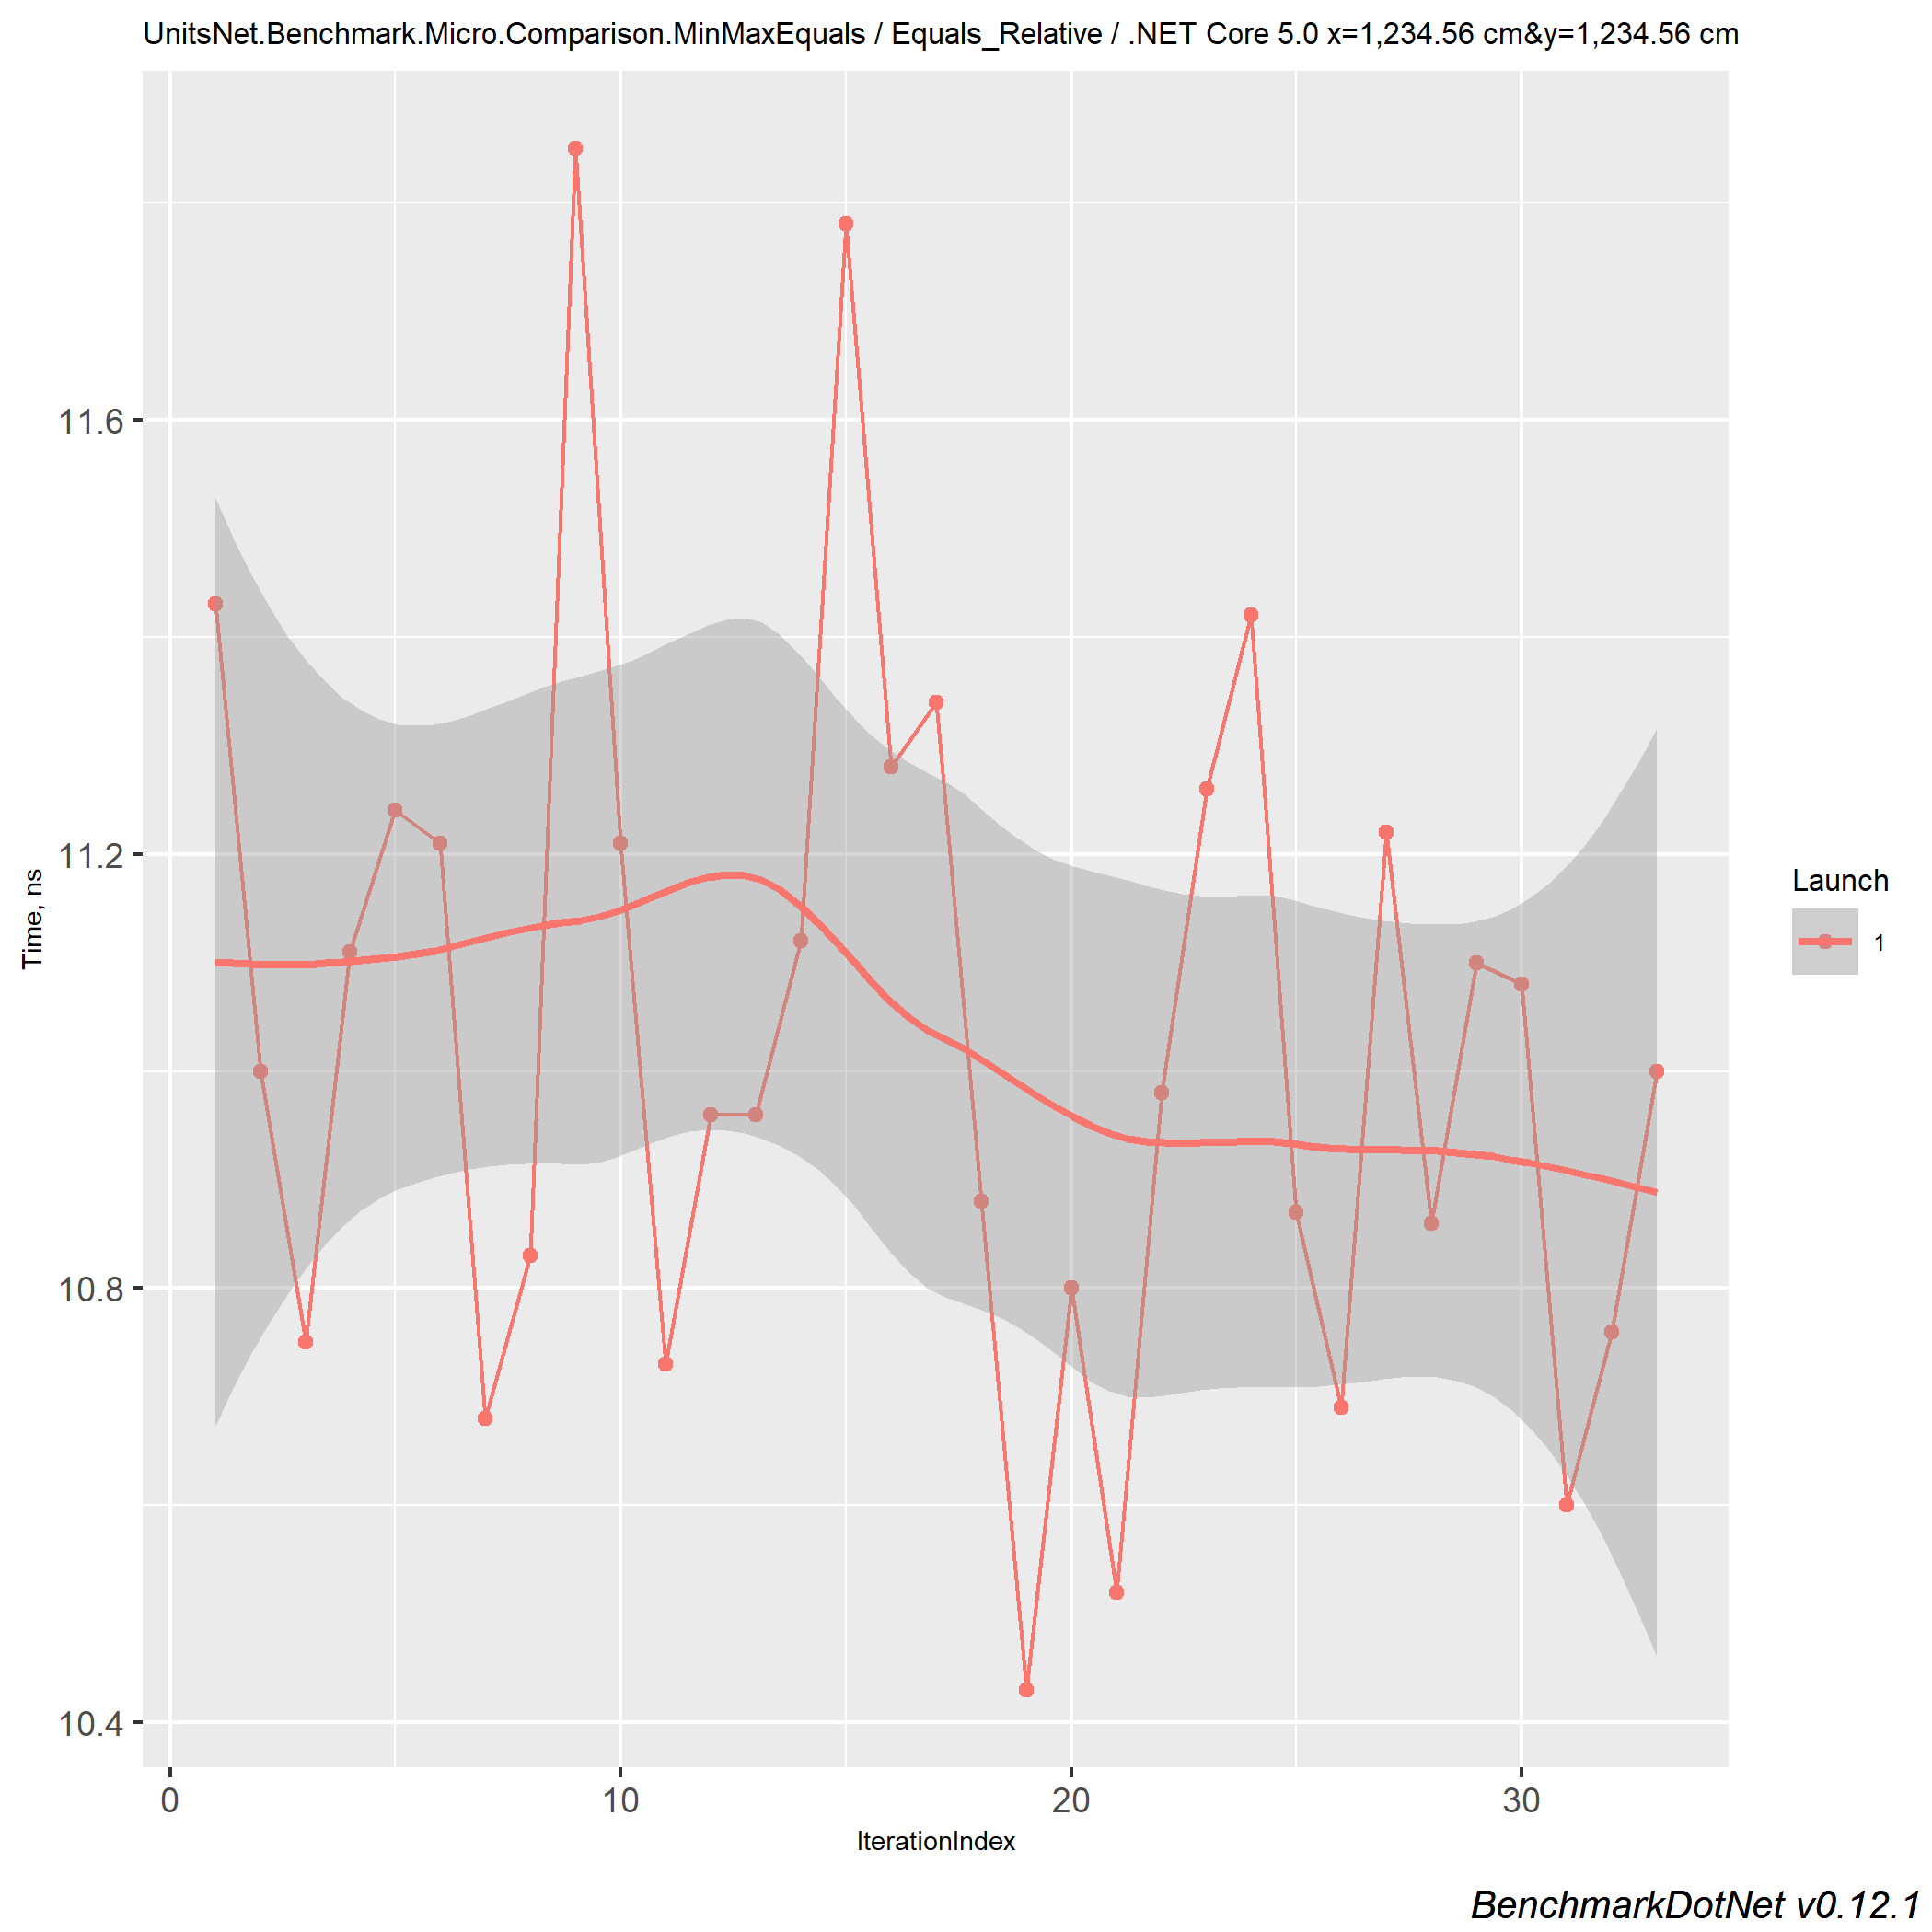 UnitsNet.Benchmark.Micro.Comparison.MinMaxEquals / Equals_Relative / .NET Core 5.0 x=1,234.56 cm&y=1,234.56 cm
11.6
11.2
10.8
10.4
Time, ns
0 10 20 30
IterationIndex
Launch
1
BenchmarkDotNet v0.12.1